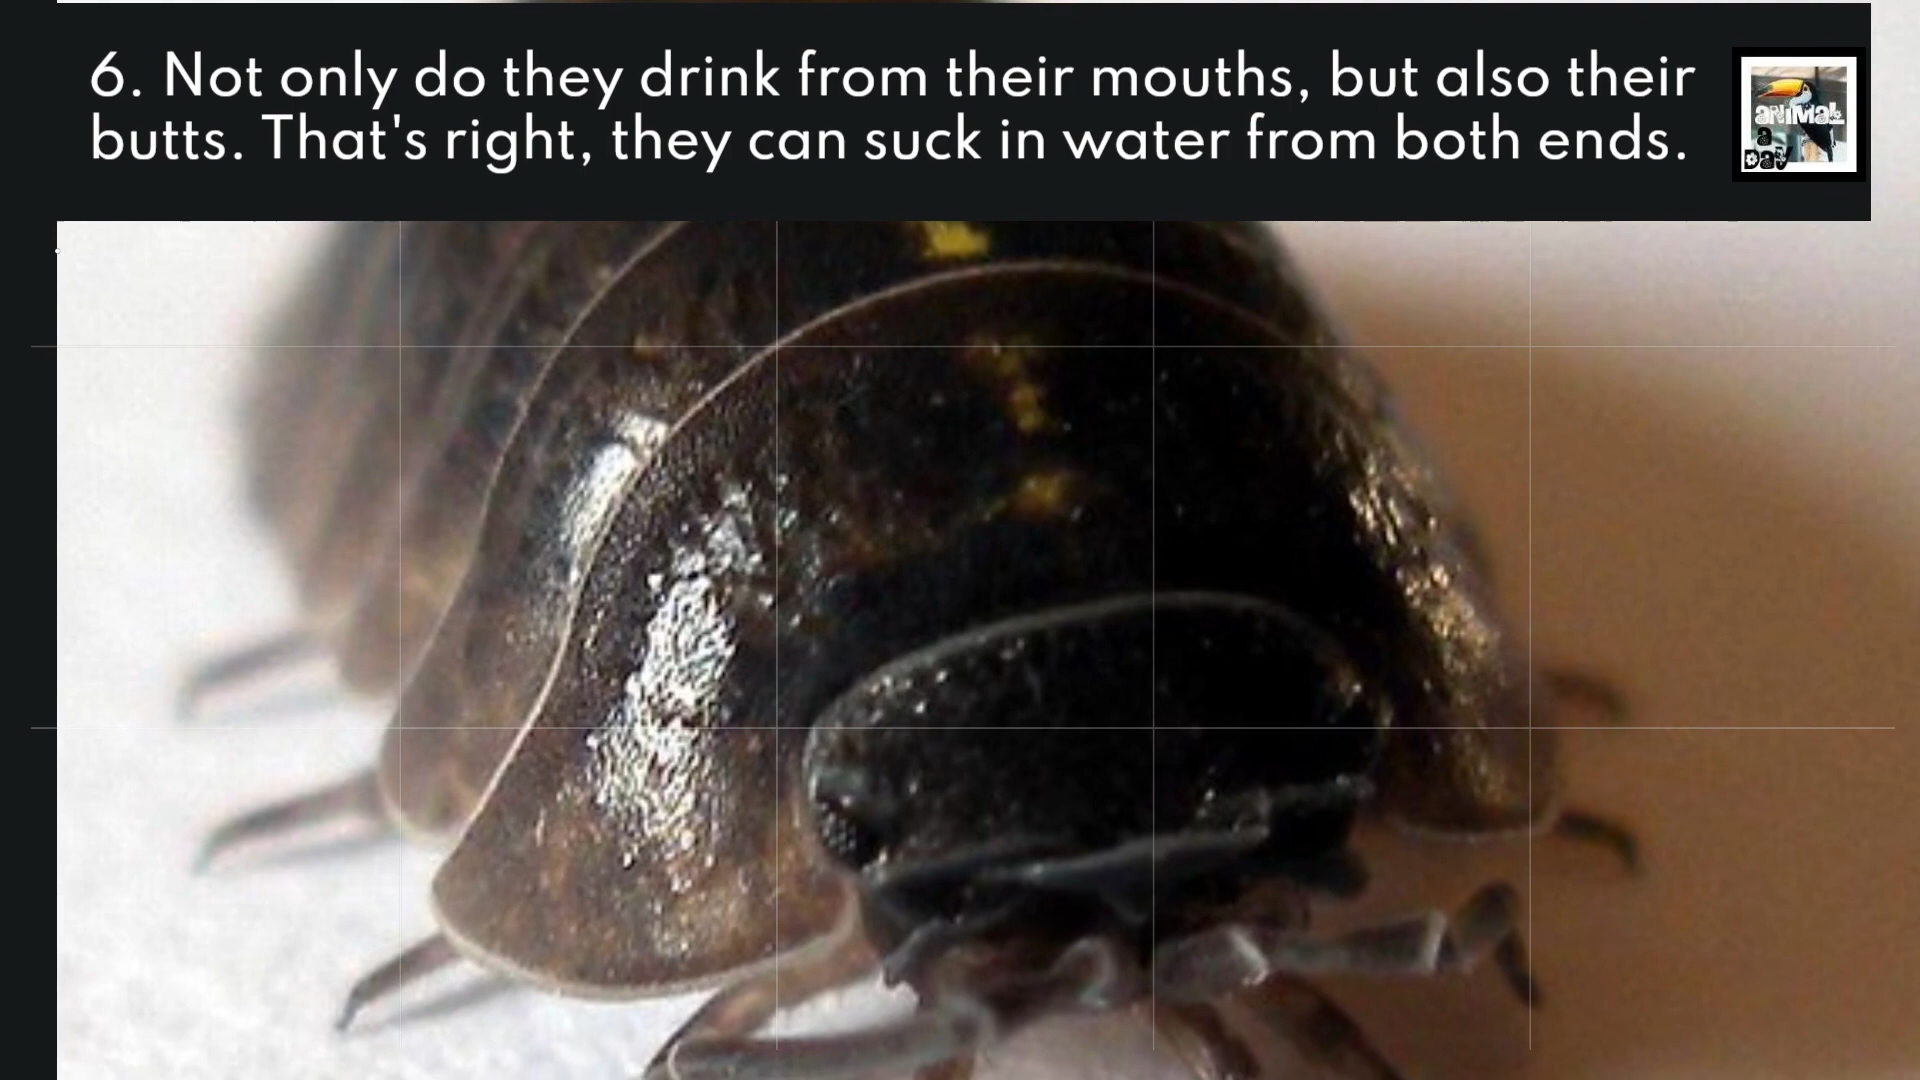 6. Not only do they drink from their mouths, but also their
butts. That's right, they can suck in water from both ends.
ANIMAL
a
DAY